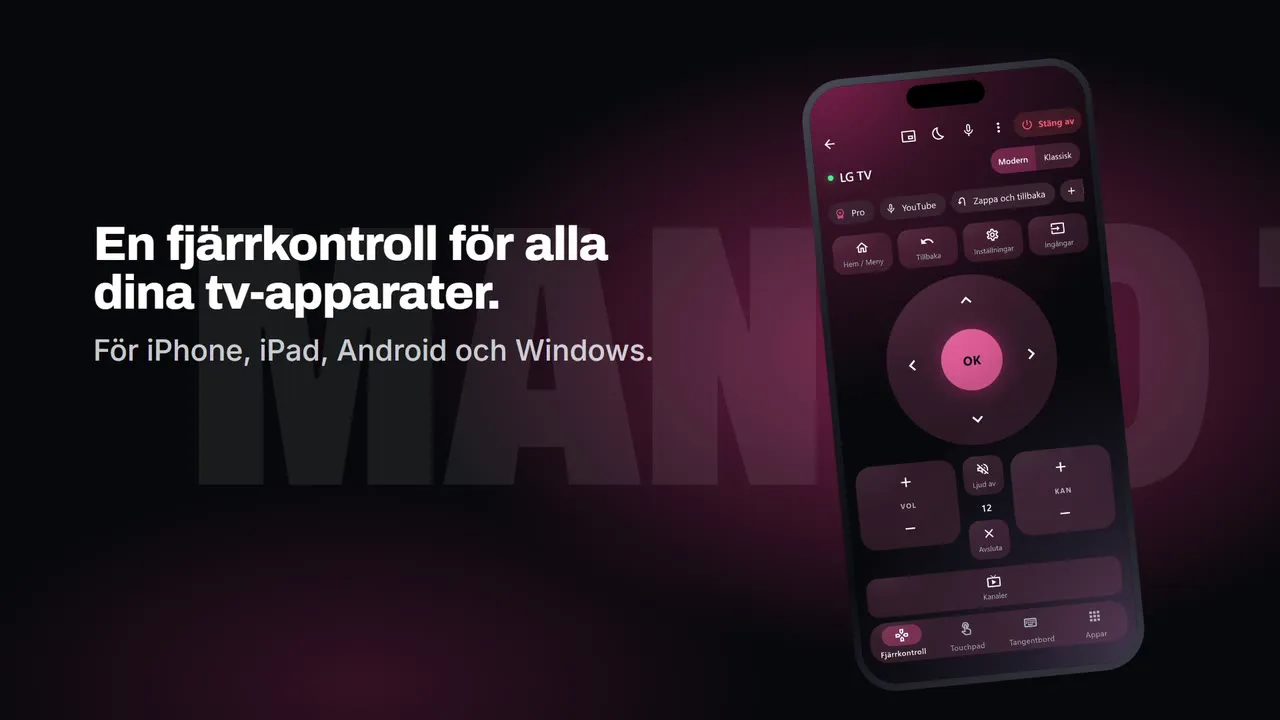 En fjärrkontroll för alla
dina tv-apparater.
För iPhone, iPad, Android och Windows.
MAN
Stäng av
Modern
Klassisk
LG TV
Pro
YouTube
Zappa och tillbaka
Hem / Meny
Tillbaka
Inställningar
Ingångar
OK
VOL
Ljud av
12
Avsluta
KAN
Kanaler
Fjärrkontroll
Touchpad
Tangentbord
Appar